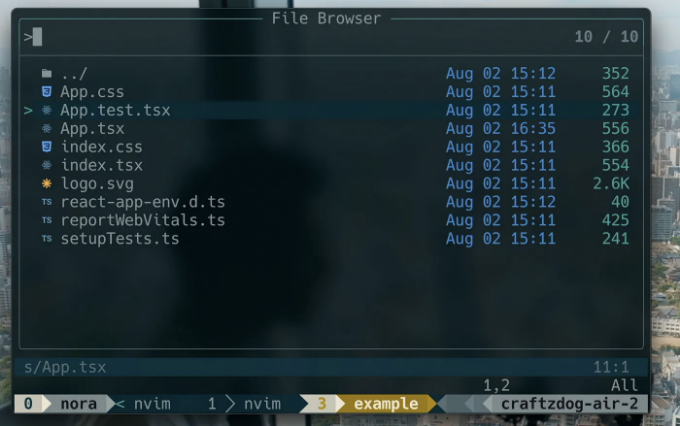 File Browser
> 10 / 10
../ Aug 02 15:12 352
App.css Aug 02 15:11 564
> App.test.tsx Aug 02 15:11 273
App.tsx Aug 02 16:35 556
index.css Aug 02 15:11 366
index.tsx Aug 02 15:11 554
logo.svg Aug 02 15:11 2.6K
TS react-app-env.d.ts Aug 02 15:12 40
TS reportWebVitals.ts Aug 02 15:11 425
TS setupTests.ts Aug 02 15:11 241
s/App.tsx 11:1
1,2 All
0 nora < nvim 1 nvim 3 example craftzdog-air-2